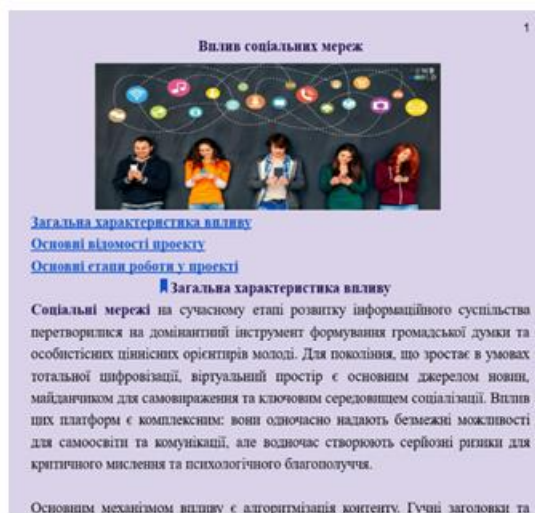 1
Вплив соціальних мереж
Загальна характеристика впливу
Основні відомості проекту
Основні етапи роботи у проекті
Загальна характеристика впливу
Соціальні мережі на сучасному етапі розвитку інформаційного суспільства
перетворилися на домінантний інструмент формування громадської думки та
особистісних ціннісних орієнтирів молоді. Для покоління, що зростає в умовах
тотальної цифровізації, віртуальний простір є основним джерелом новин,
майданчиком для самовираження та ключовим середовищем соціалізації. Вплив
цих платформ є комплексним: вони одночасно надають безмежні можливості
для самоосвіти та комунікації, але водночас створюють серйозні ризики для
критичного мислення та психологічного благополуччя.
Основним механізмом впливу є алгоритмізація контенту. Гучні заголовки та